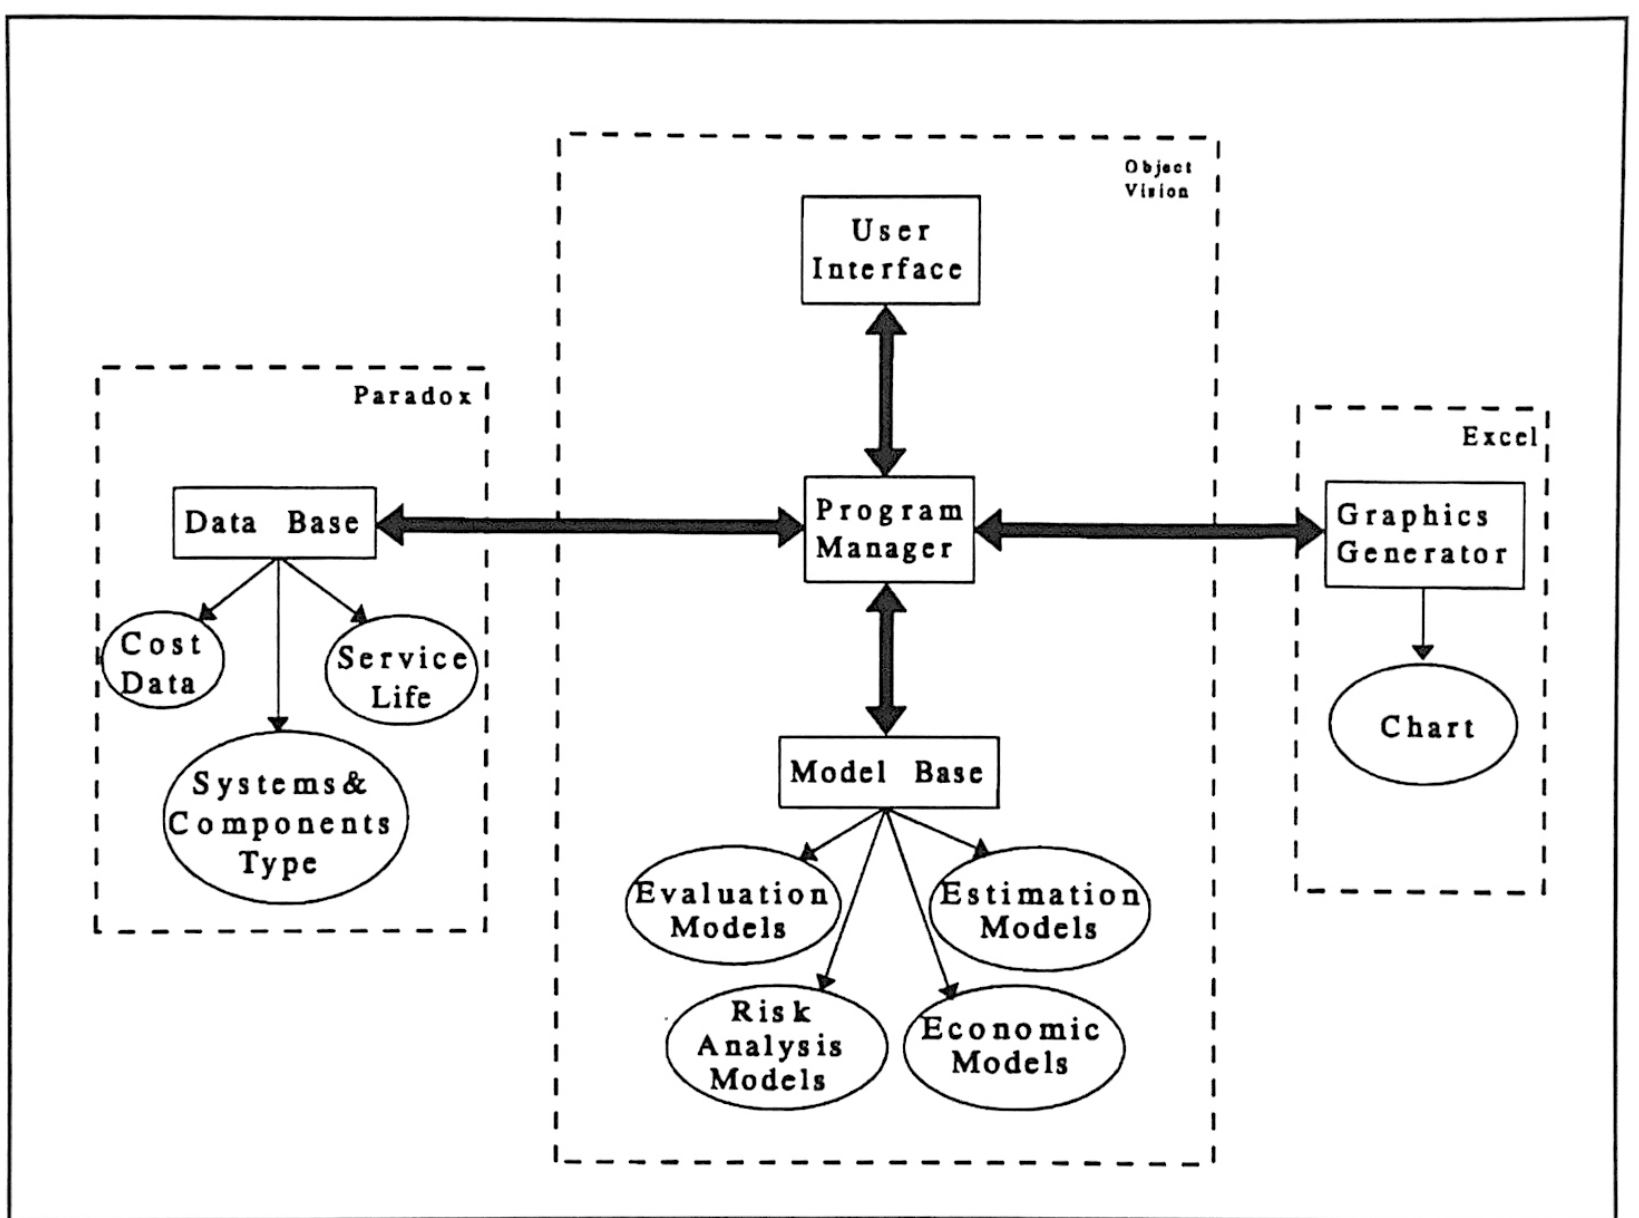 Object
Vision
User
Interface
Paradox
Excel
Data Base
Program
Manager
Graphics
Generator
Cost
Data
Service
Life
Systems&
Components
Type
Chart
Model Base
Evaluation
Models
Estimation
Models
Risk
Analysis
Models
Economic
Models